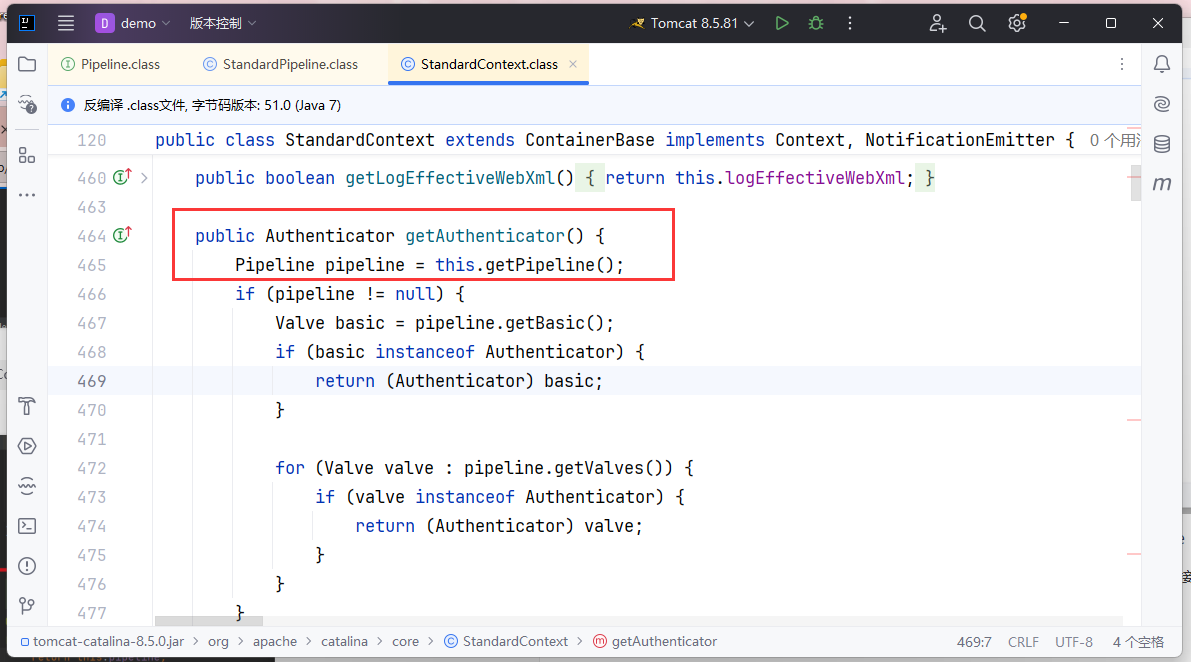 D demo 版本控制 Tomcat 8.5.81
Pipeline.class StandardPipeline.class StandardContext.class
反编译 .class文件, 字节码版本: 51.0 (Java 7)
120 public class StandardContext extends ContainerBase implements Context, NotificationEmitter { 0 个用
460 public boolean getLogEffectiveWebXml() { return this.logEffectiveWebXml; }
463
464 public Authenticator getAuthenticator() {
465 Pipeline pipeline = this.getPipeline();
466 if (pipeline != null) {
467 Valve basic = pipeline.getBasic();
468 if (basic instanceof Authenticator) {
469 return (Authenticator) basic;
470 }
471
472 for (Valve valve : pipeline.getValves()) {
473 if (valve instanceof Authenticator) {
474 return (Authenticator) valve;
475 }
476 }
477 }
tomcat-catalina-8.5.0.jar > org > apache > catalina > core > StandardContext > getAuthenticator 469:7 CRLF UTF-8 4 个空格